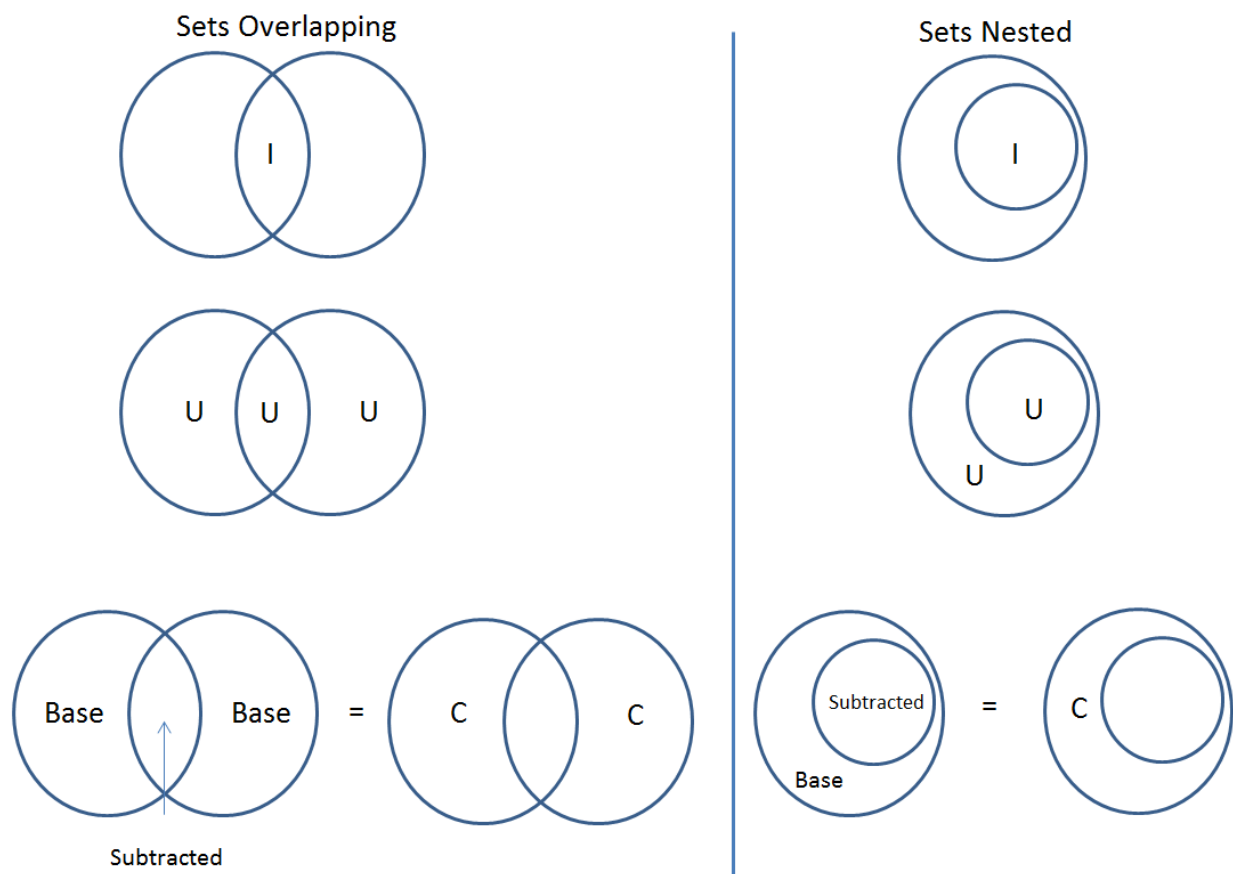 Sets Overlapping
I
U U U
Base Base = C C
Subtracted
Sets Nested
I
U
U
Subtracted = C
Base